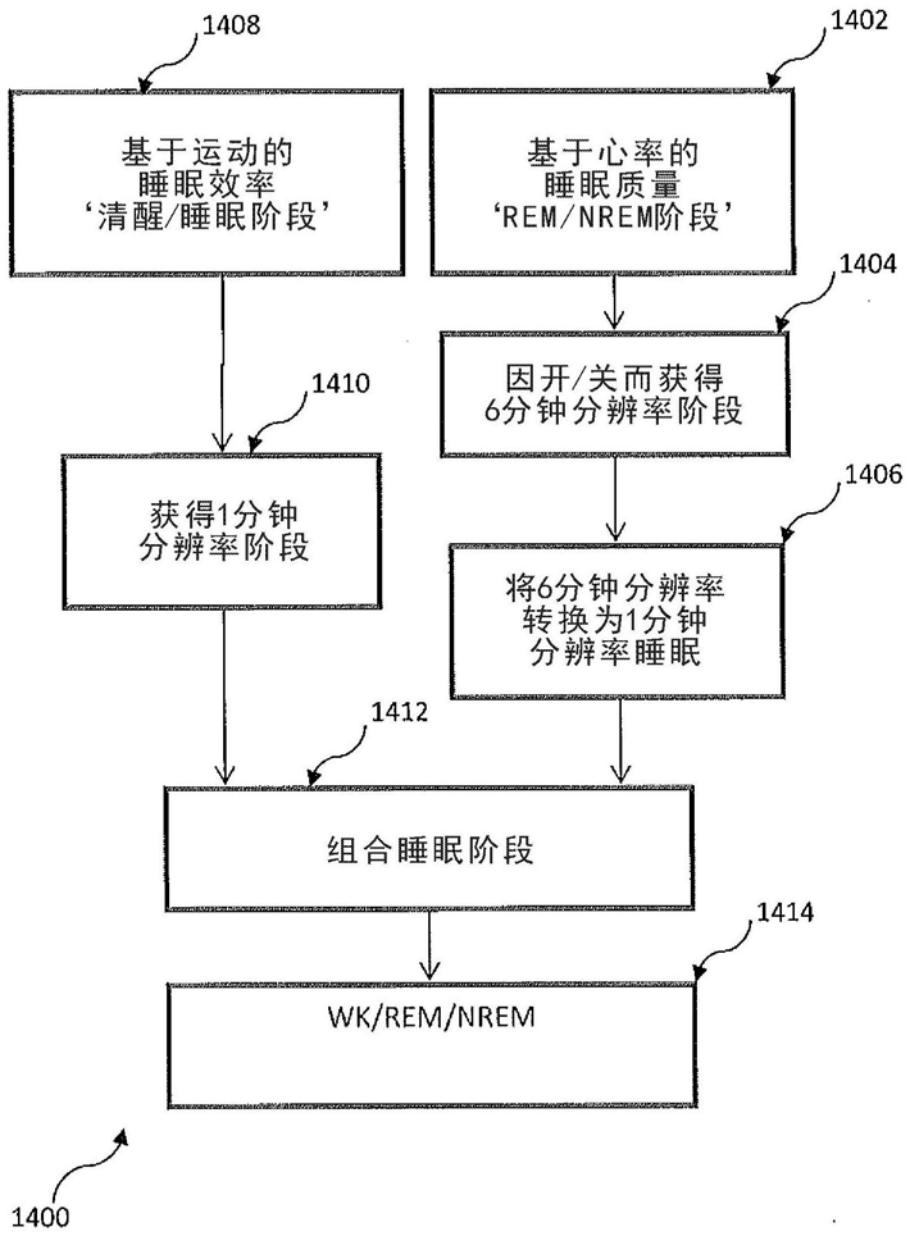 1408
1402
基于运动的
睡眠效率
‘清醒/睡眠阶段’
基于心率的
睡眠质量
‘REM/NREM阶段’
1404
因开/关而获得
6分钟分辨率阶段
1410
获得1分钟
分辨率阶段
1406
将6分钟分辨率
转换为1分钟
分辨率睡眠
1412
组合睡眠阶段
1414
WK/REM/NREM
1400